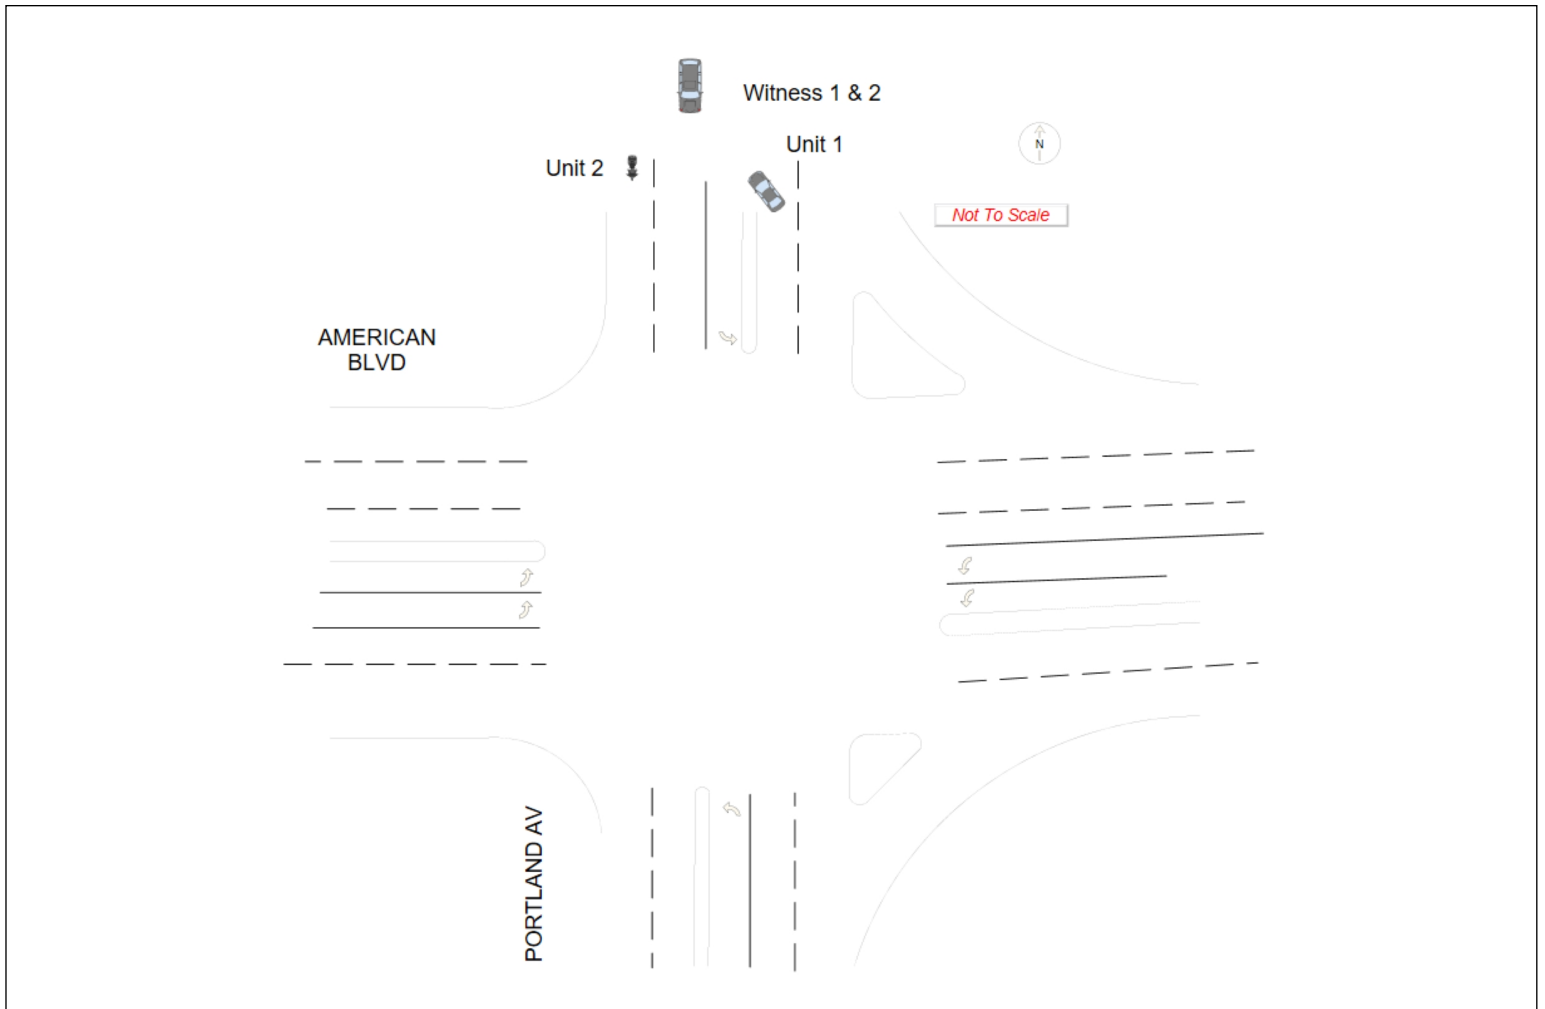 Witness 1 & 2
Unit 1
N
Unit 2
Not To Scale
AMERICAN
BLVD
PORTLAND AV